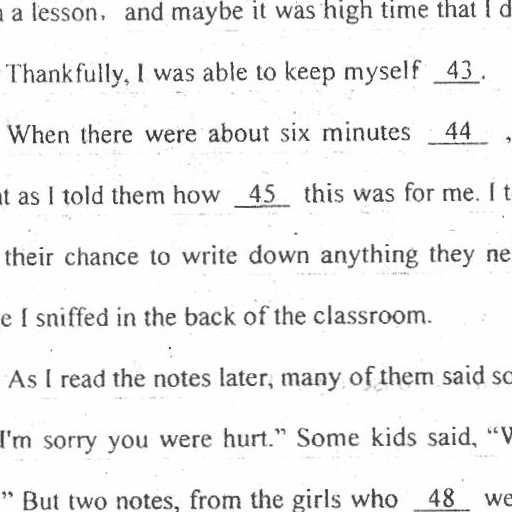 a lesson, and maybe it was high time that I d
Thankfully, I was able to keep myself 43.
When there were about six minutes 44 ,
t as I told them how 45 this was for me. I t
their chance to write down anything they ne
e I sniffed in the back of the classroom.
As I read the notes later, many of them said so
I'm sorry you were hurt.” Some kids said, “W
” But two notes, from the girls who 48 we